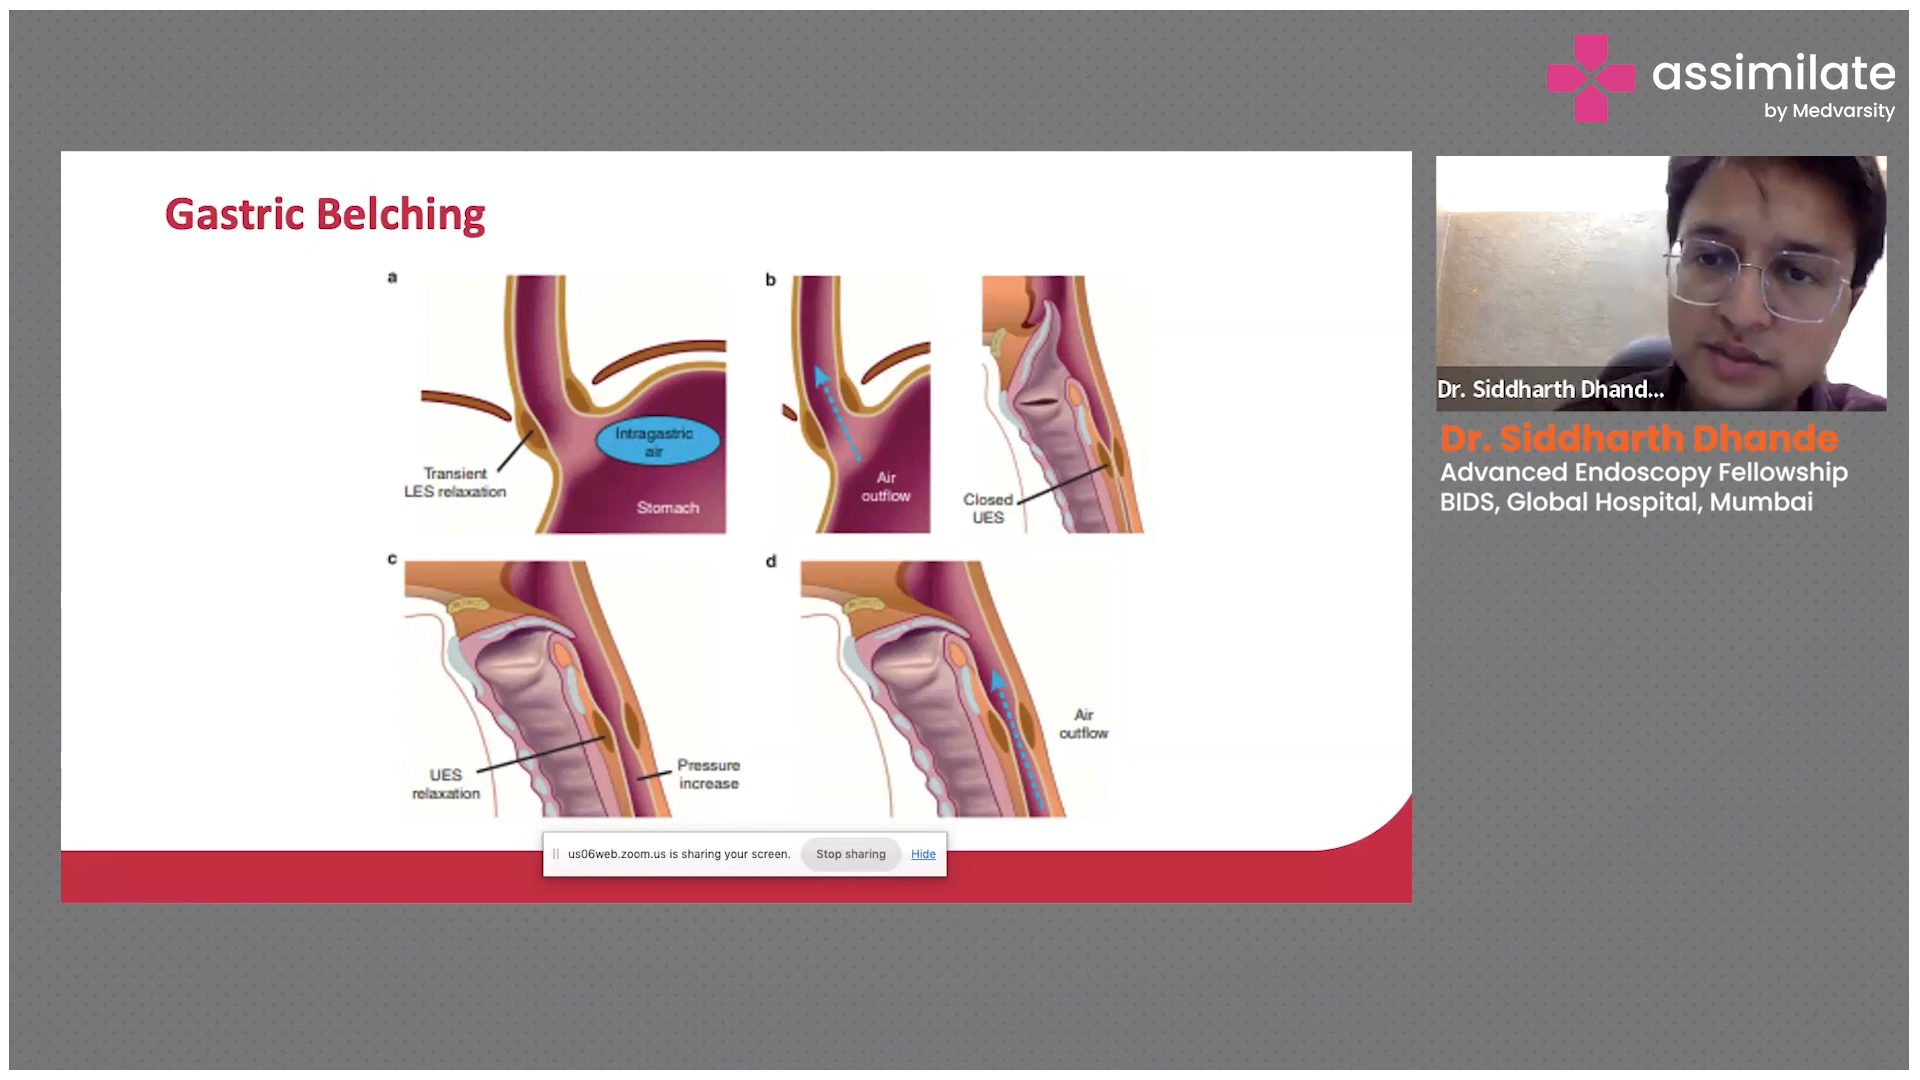 assimilate
by Medvarsity
Gastric Belching
a
Transient
LES relaxation
Intragastric
air
Stomach
b
Air
outflow
Closed
UES
c
UES
relaxation
Pressure
increase
d
Air
outflow
us06web.zoom.us is sharing your screen.
Stop sharing
Hide
Dr. Siddharth Dhand...
Dr. Siddharth Dhande
Advanced Endoscopy Fellowship
BIDS, Global Hospital, Mumbai